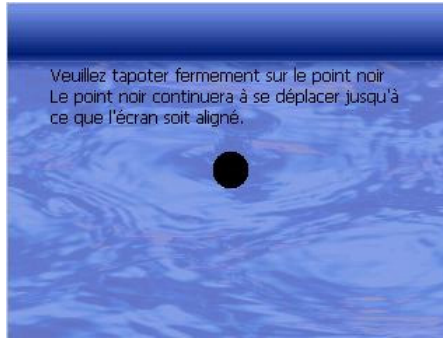 Veuillez tapoter fermement sur le point noir
Le point noir continuera à se déplacer jusqu'à
ce que l'écran soit aligné.